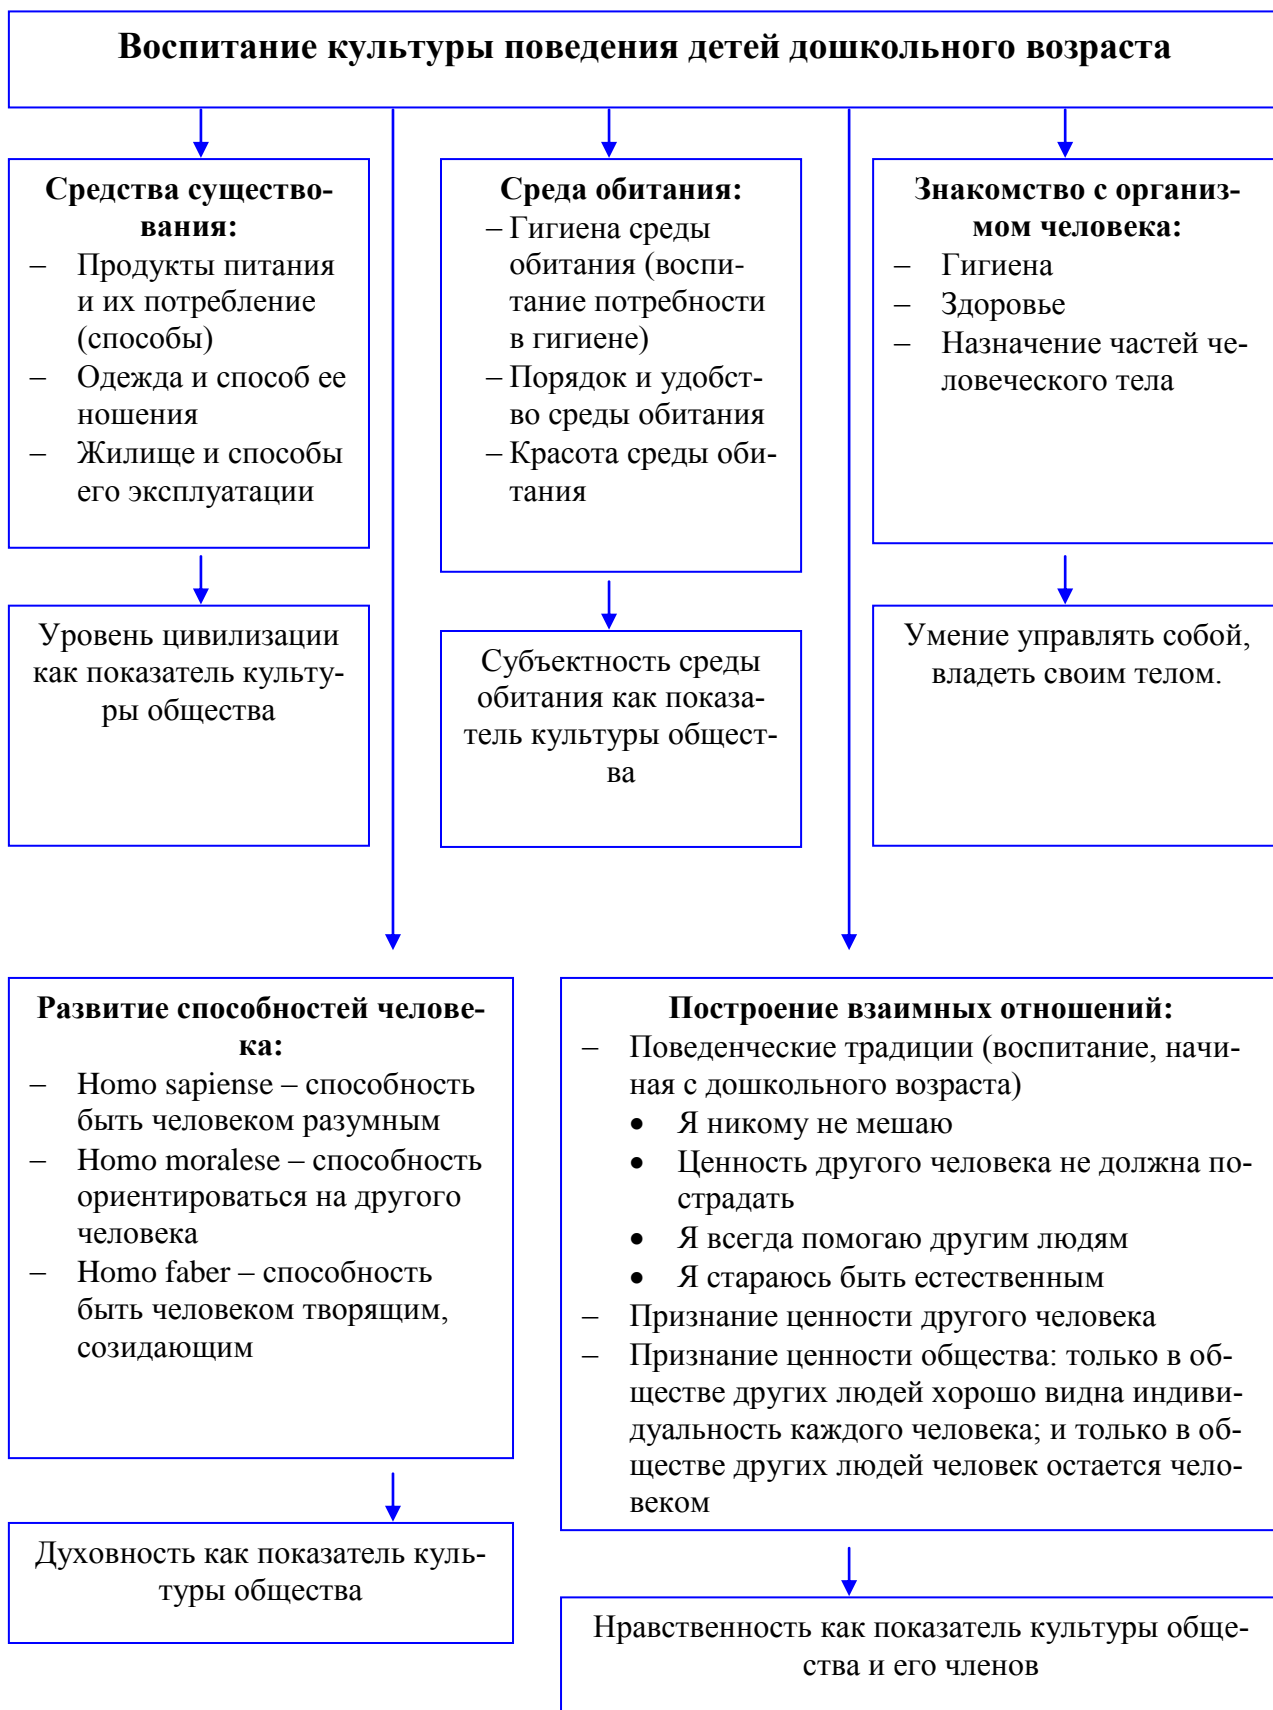 Воспитание культуры поведения детей дошкольного возраста
Средства существо-
вания:
– Продукты питания
и их потребление
(способы)
– Одежда и способ ее
ношения
– Жилище и способы
его эксплуатации
Среда обитания:
– Гигиена среды
обитания (воспи-
тание потребности
в гигиене)
– Порядок и удобст-
во среды обитания
– Красота среды оби-
тания
Знакомство с организ-
мом человека:
– Гигиена
– Здоровье
– Назначение частей че-
ловеческого тела
Уровень цивилизации
как показатель культу-
ры общества
Субъектность среды
обитания как показа-
тель культуры общест-
ва
Умение управлять собой,
владеть своим телом.
Развитие способностей челове-
ка:
– Homo sapiense – способность
быть человеком разумным
– Homo moralese – способность
ориентироваться на другого
человека
– Homo faber – способность
быть человеком творящим,
созидающим
Построение взаимных отношений:
– Поведенческие традиции (воспитание, начи-
ная с дошкольного возраста)
• Я никому не мешаю
• Ценность другого человека не должна по-
страдать
• Я всегда помогаю другим людям
• Я стараюсь быть естественным
– Признание ценности другого человека
– Признание ценности общества: только в об-
ществе других людей хорошо видна индиви-
дуальность каждого человека; и только в об-
ществе других людей человек остается чело-
веком
Духовность как показатель куль-
туры общества
Нравственность как показатель культуры обще-
ства и его членов